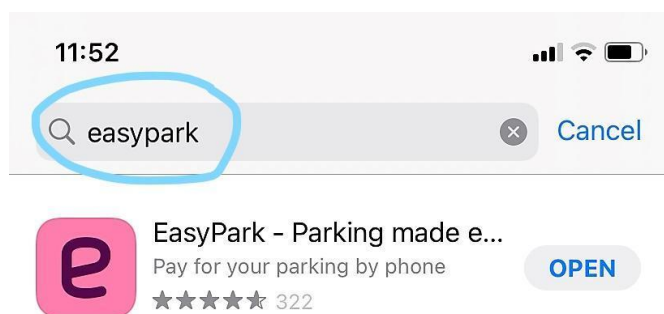 11:52
easypark
Cancel
EasyPark - Parking made e...
Pay for your parking by phone
OPEN
322